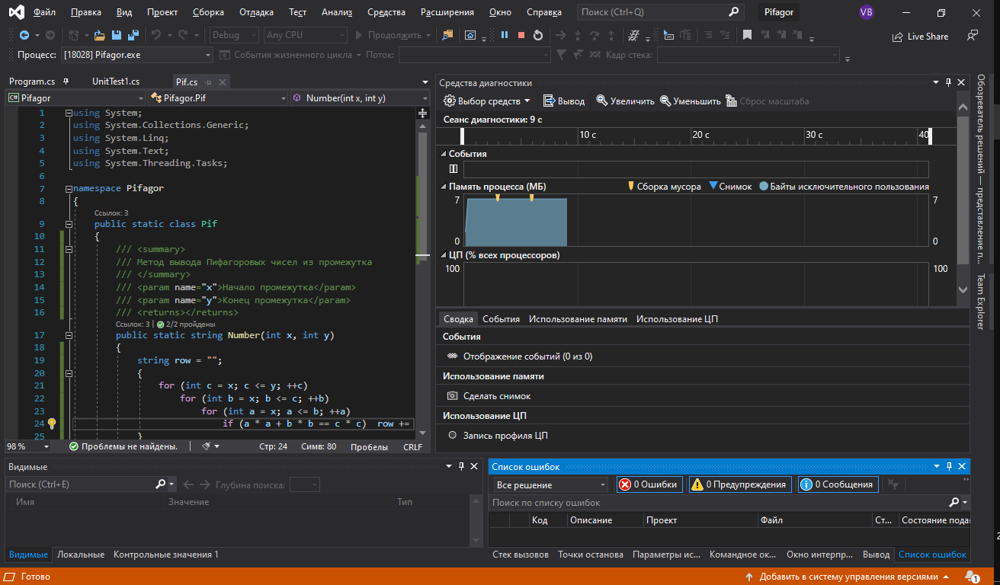 Файл Правка Вид Проект Сборка Отладка Тест Анализ Средства Расширения Окно Справка Поиск (Ctrl+Q) Pifagor VB
Debug Any CPU Продолжить Live Share
Процесс: [18028] Pifagor.exe События жизненного цикла Поток: Кадр стека:
Program.cs UnitTest1.cs Pif.cs
C# Pifagor Pifagor.Pif Number(int x, int y)
1 using System;
2 using System.Collections.Generic;
3 using System.Linq;
4 using System.Text;
5 using System.Threading.Tasks;
6
7 namespace Pifagor
8 {
Ссылок: 3
9 public static class Pif
10 {
11 /// <summary>
12 /// Метод вывода Пифагоровых чисел из промежутка
13 /// </summary>
14 /// <param name="x">Начало промежутка</param>
15 /// <param name="y">Конец промежутка</param>
16 /// <returns></returns>
Ссылок: 3 | 2/2 пройдены
17 public static string Number(int x, int y)
18 {
19 string row = "";
20 {
21 for (int c = x; c <= y; ++c)
22 for (int b = x; b <= c; ++b)
23 for (int a = x; a <= b; ++a)
24 if (a * a + b * b == c * c) row +=
25 }
98 % Проблемы не найдены. Стр: 24 Симв: 80 Пробелы CRLF
Средства диагностики
Выбор средств Вывод Увеличить Уменьшить Сброс масштаба
Сеанс диагностики: 9 с
10 с 20 с 30 с 40
События
Память процесса (МБ) Сборка мусора Снимок Байты исключительного пользования
7 7
0 0
ЦП (% всех процессоров)
100 100
Сводка События Использование памяти Использование ЦП
События
Отображение событий (0 из 0)
Использование памяти
Сделать снимок
Использование ЦП
Запись профиля ЦП
Обозреватель решений — представление п...
Team Explorer
Видимые
Поиск (Ctrl+E) Глубина поиска:
Имя Значение Тип
Видимые Локальные Контрольные значения 1
Список ошибок
Все решение 0 Ошибки 0 Предупреждения 0 Сообщения
Поиск по списку ошибок
Код Описание Проект Файл Ст... Состояние пода
Стек вызовов Точки останова Параметры ис... Командное ок... Окно интерпр... Вывод Список ошибок
Готово Добавить в систему управления версиями 1